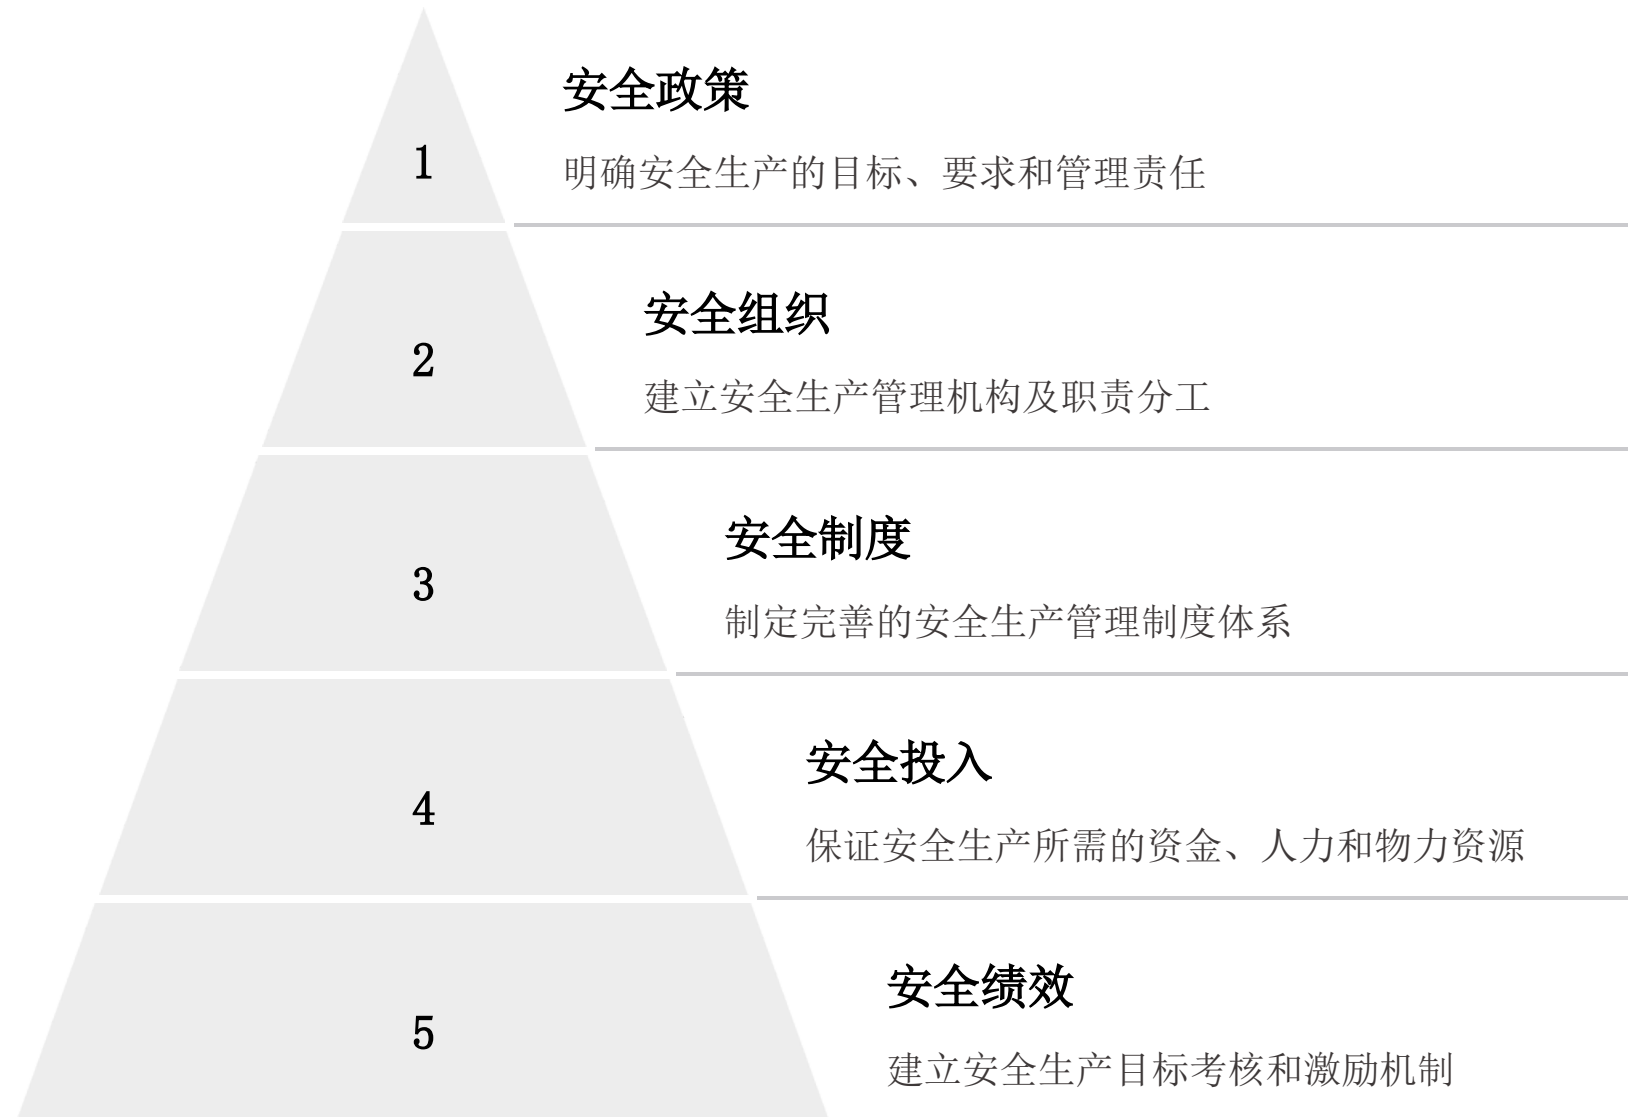 安全政策
1
明确安全生产的目标、要求和管理责任
安全组织
2
建立安全生产管理机构及职责分工
安全制度
3
制定完善的安全生产管理制度体系
安全投入
4
保证安全生产所需的资金、人力和物力资源
安全绩效
5
建立安全生产目标考核和激励机制